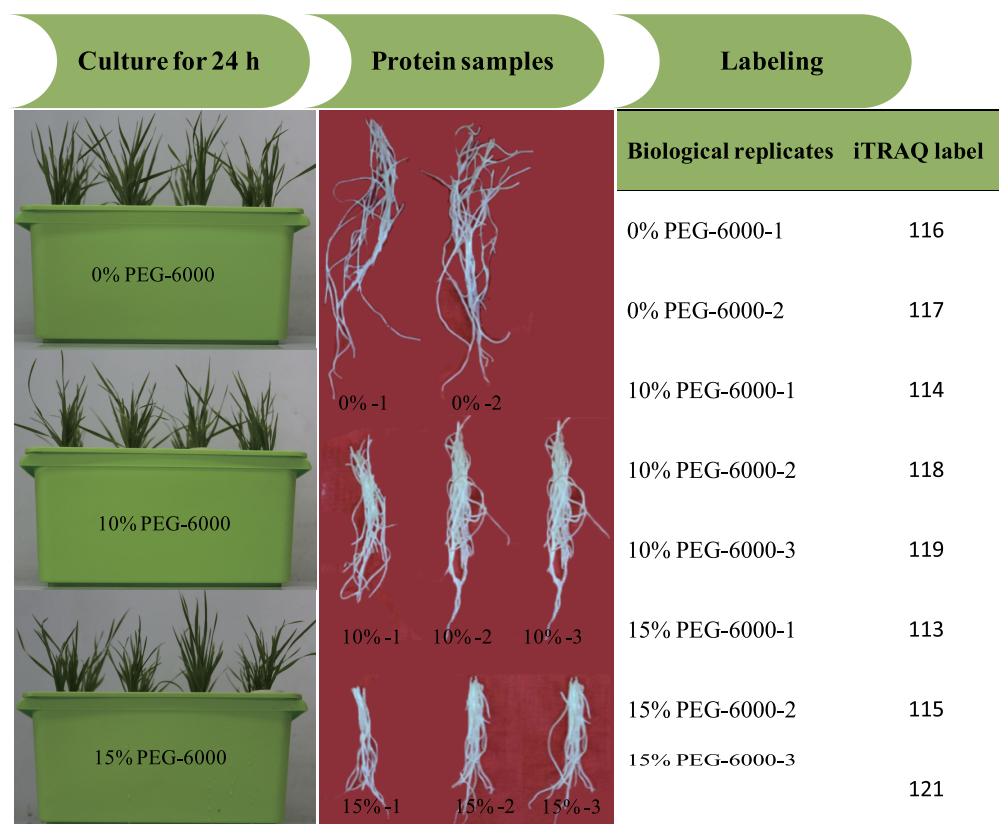 Culture for 24 h
Protein samples
Labeling
0% PEG-6000
10% PEG-6000
15% PEG-6000
0% -1 0% -2
10% -1 10% -2 10% -3
15% -1 15% -2 15% -3
Biological replicates iTRAQ label
0% PEG-6000-1 116
0% PEG-6000-2 117
10% PEG-6000-1 114
10% PEG-6000-2 118
10% PEG-6000-3 119
15% PEG-6000-1 113
15% PEG-6000-2 115
15% PEG-6000-3
121